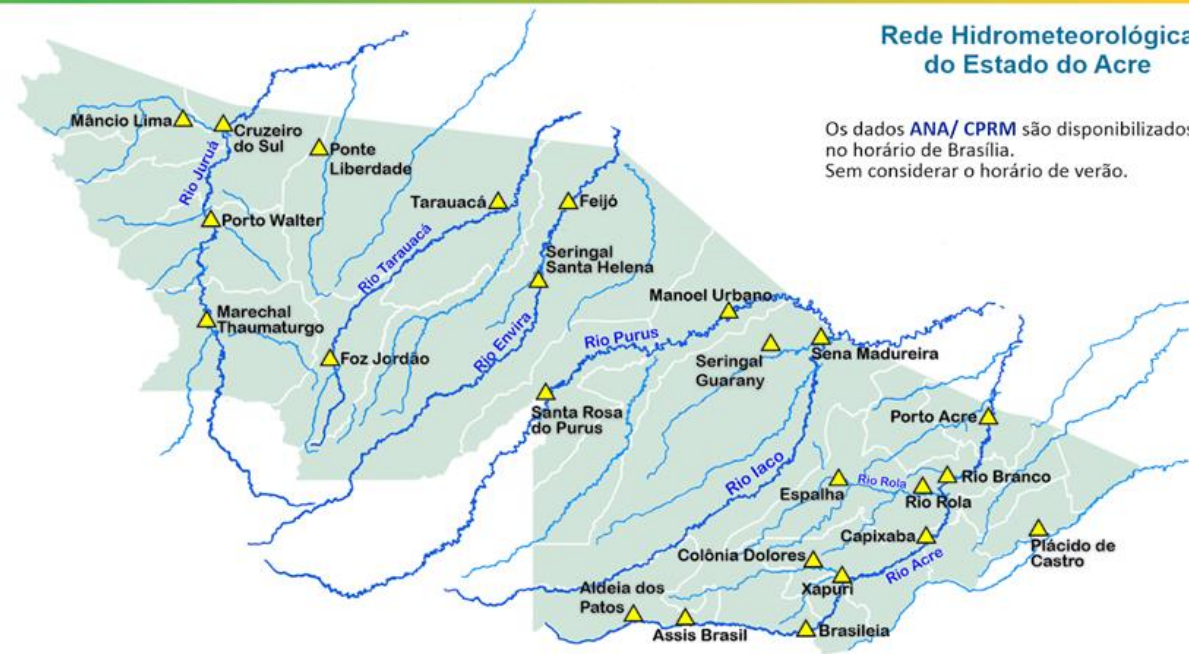 Rede Hidrometeorológica
do Estado do Acre
Os dados ANA/ CPRM são disponibilizados
no horário de Brasília.
Sem considerar o horário de verão.
Mâncio Lima
Cruzeiro
do Sul
Ponte
Liberdade
Rio Juruá
Tarauacá
Feijó
Porto Walter
Rio Tarauacá
Seringal
Santa Helena
Manoel Urbano
Marechal
Thaumaturgo
Foz Jordão
Rio Envira
Rio Purus
Seringal
Guarany
Sena Madureira
Santa Rosa
do Purus
Porto Acre
Rio Iaco
Espalha
Rio Rola
Rio Rola
Rio Branco
Capixaba
Plácido de
Castro
Colônia Dolores
Rio Acre
Xapuri
Aldeia dos
Patos
Assis Brasil
Brasileia